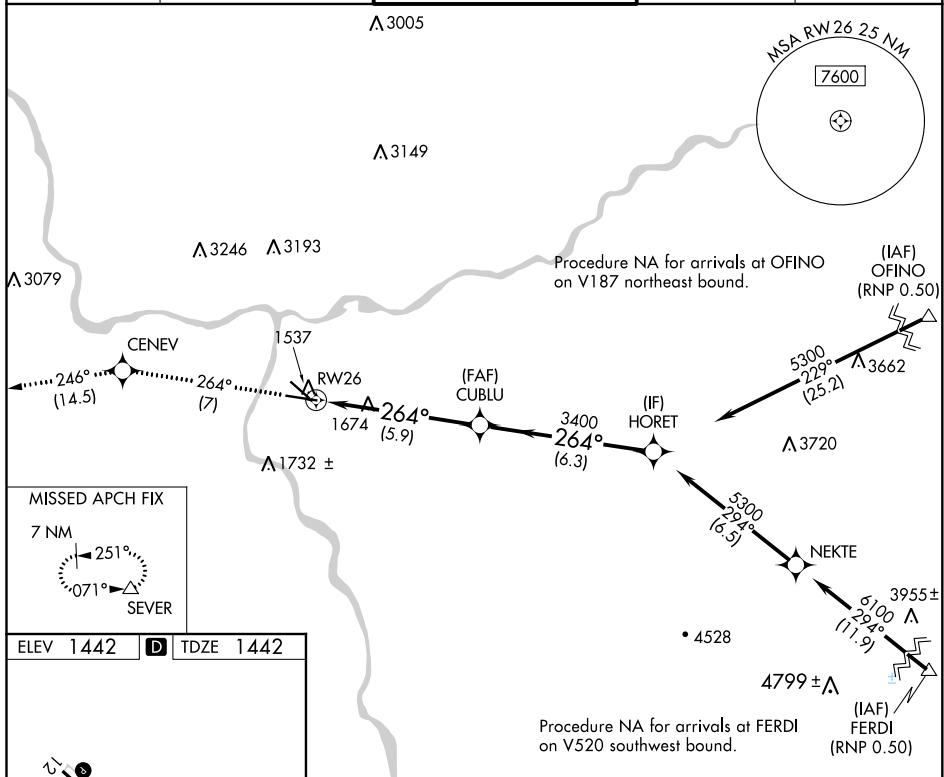 3005
MSA RW26 25 NM
7600
3149
3246
3193
3079
Procedure NA for arrivals at OFINO
on V187 northeast bound.
(IAF)
OFINO
(RNP 0.50)
5300
229°
(25.2)
3662
CENEV
1537
RW26
246°
(14.5)
264°
(7)
1674
264°
(5.9)
(FAF)
CUBLU
3400
264°
(6.3)
(IF)
HORET
3720
1732 ±
5300
294°
(6.5)
NEKTE
MISSED APCH FIX
7 NM
251°
071°
SEVER
6100
294°
(11.9)
3955±
4528
4799 ±
±
(IAF)
FERDI
(RNP 0.50)
Procedure NA for arrivals at FERDI
on V520 southwest bound.
ELEV 1442 D TDZE 1442
12
P